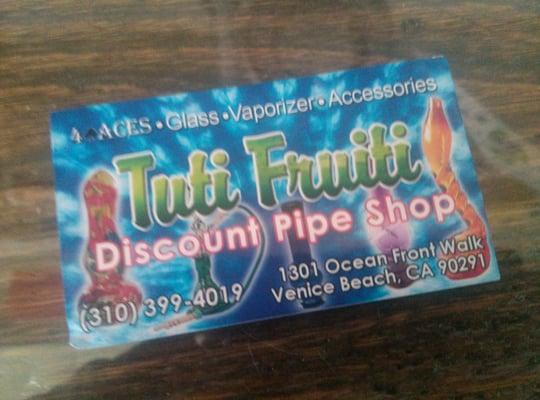 4♠ACES • Glass • Vaporizer • Accessories
Tuti Fruiti
Discount Pipe Shop
1301 Ocean Front Walk
(310) 399-4019 Venice Beach, CA 90291